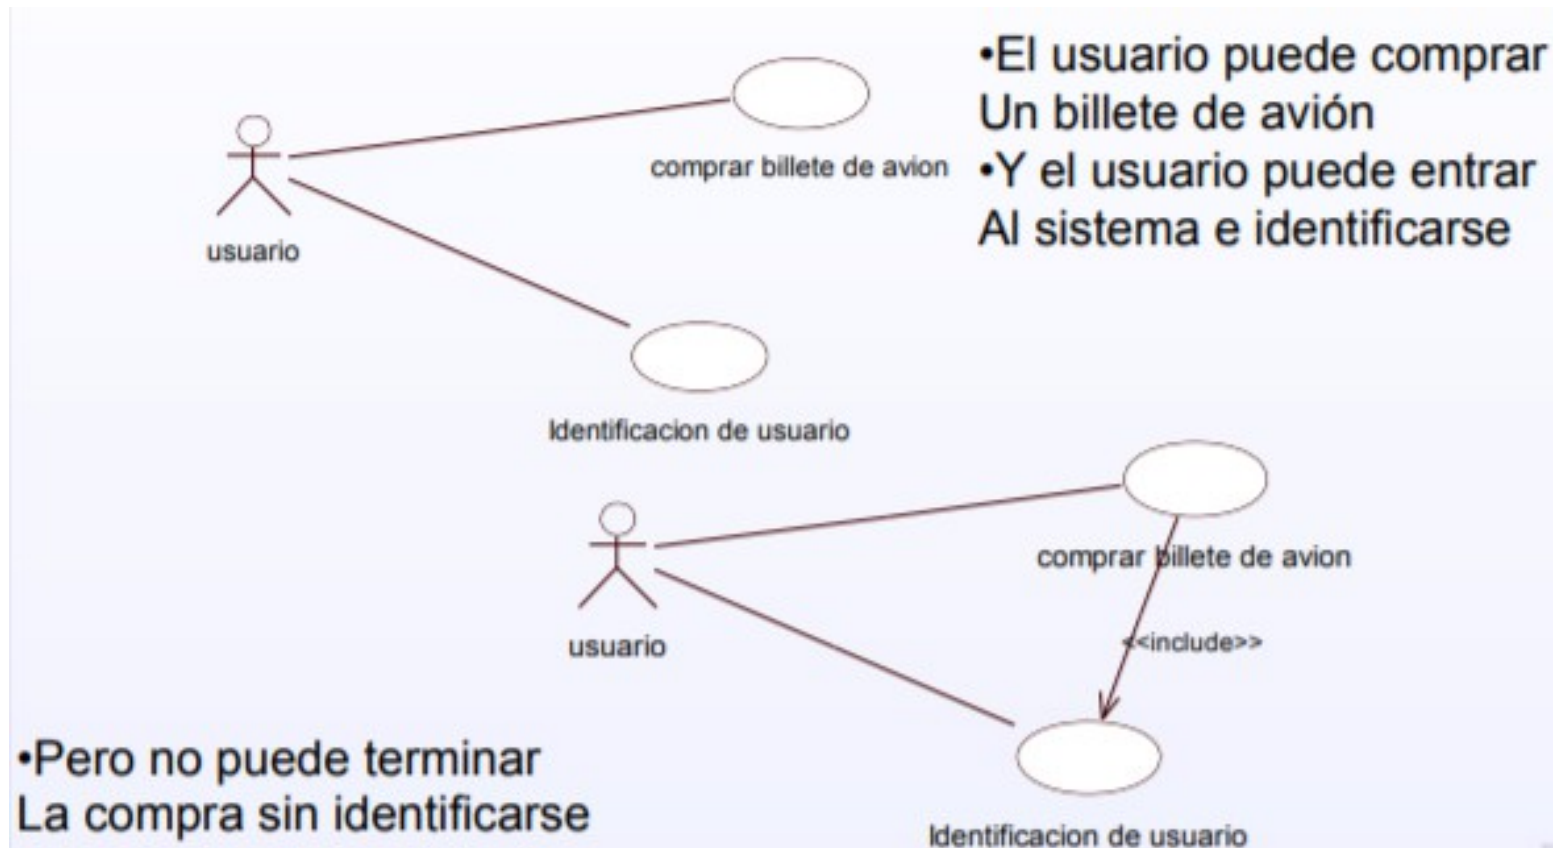 •El usuario puede comprar
Un billete de avión
•Y el usuario puede entrar
Al sistema e identificarse
comprar billete de avion
usuario
Identificacion de usuario
comprar billete de avion
usuario
<<include>>
Identificacion de usuario
•Pero no puede terminar
La compra sin identificarse